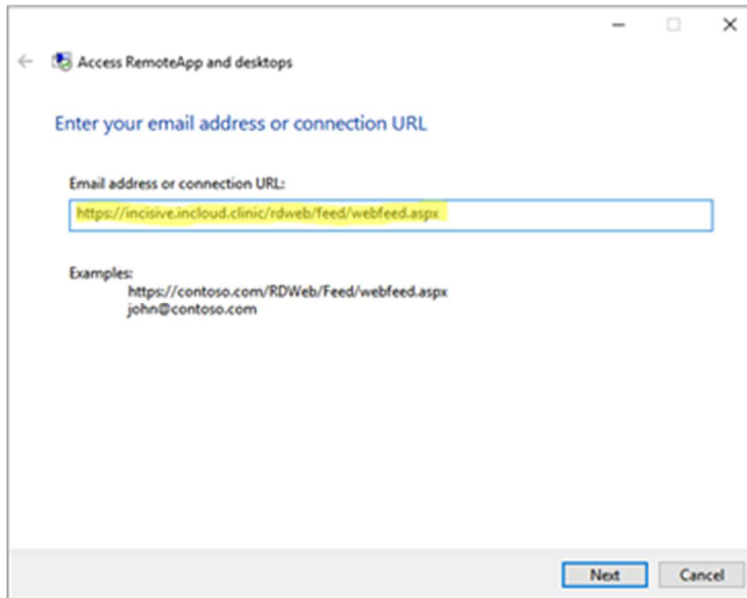 Access RemoteApp and desktops
Enter your email address or connection URL
Email address or connection URL:
https://incisive.incloud.clinic/rdweb/feed/webfeed.aspx
Examples:
https://contoso.com/RDWeb/Feed/webfeed.aspx
john@contoso.com
Next Cancel